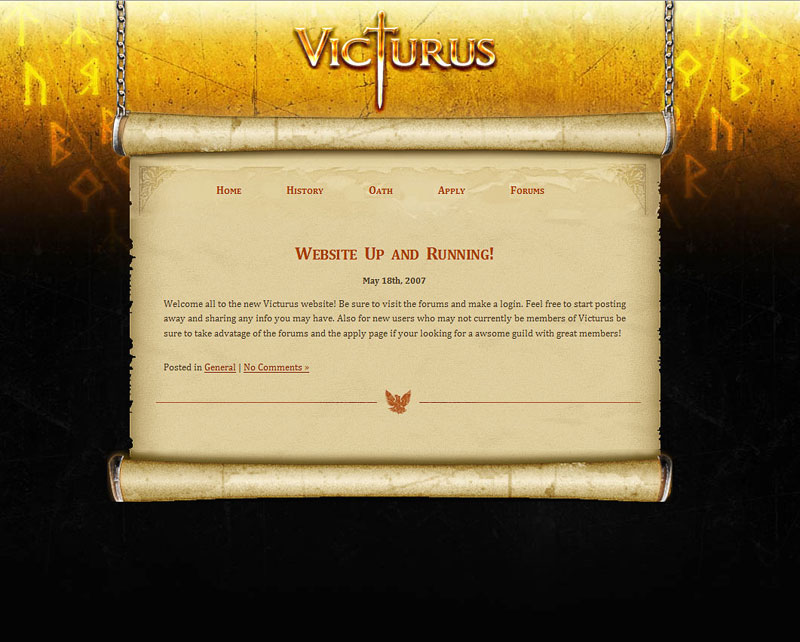 Victurus
Home History Oath Apply Forums
Website Up and Running!
May 18th, 2007
Welcome all to the new Victurus website! Be sure to visit the forums and make a login. Feel free to start posting
away and sharing any info you may have. Also for new users who may not currently be members of Victurus be
sure to take advatage of the forums and the apply page if your looking for a awsome guild with great members!
Posted in General | No Comments »